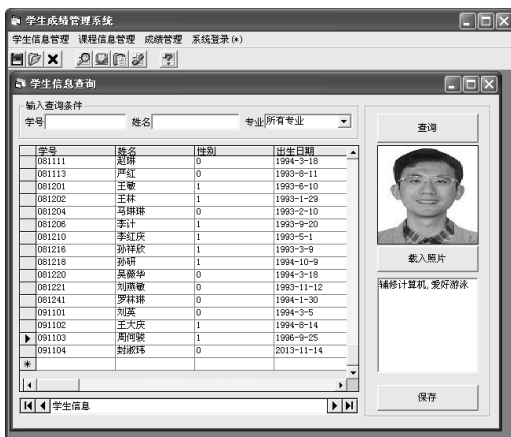 学生成绩管理系统
学生信息管理 课程信息管理 成绩管理 系统登录(*)
学生信息查询
输入查询条件
学号 姓名 专业 所有专业
查询
学号 姓名 性别 出生日期
081111 赵琳 0 1994-3-18
081113 严红 0 1993-8-11
081201 王敏 1 1993-6-10
081202 王林 1 1993-1-29
081204 马琳琳 0 1993-2-10
081206 李计 1 1993-9-20
081210 李红庆 1 1993-5-1
081216 孙祥欣 1 1993-3-9
081218 孙研 1 1994-10-9
081220 吴薇华 0 1994-3-18
081221 刘燕敏 0 1993-11-12
081241 罗林琳 0 1994-1-30
091101 刘英 0 1994-3-5
091102 王大庆 1 1994-8-14
091103 周何骏 1 1996-9-25
091104 封淑玮 0 2013-11-14
载入照片
辅修计算机,爱好游泳
学生信息
保存